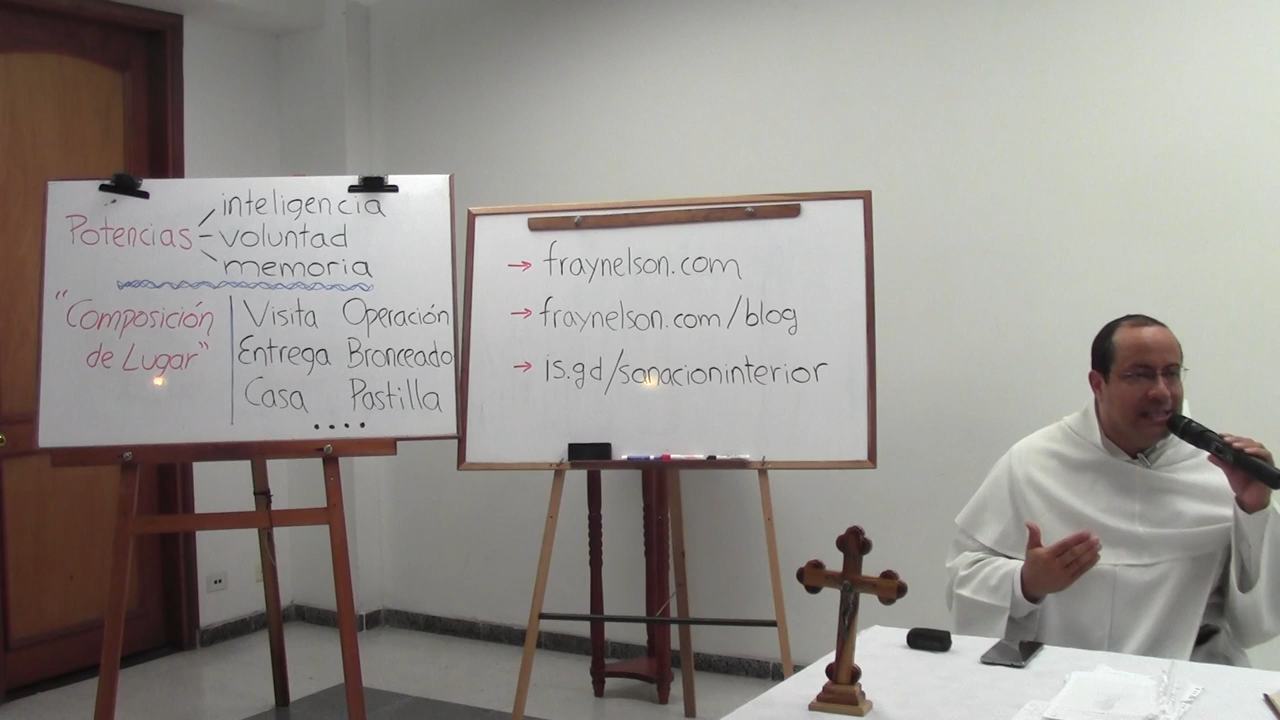 Potencias
inteligencia
voluntad
memoria
"Composición
de Lugar"
Visita Operación
Entrega Bronceado
Casa Pastilla
....
→ fraynelson.com
→ fraynelson.com/blog
→ is.gd/sanacioninterior